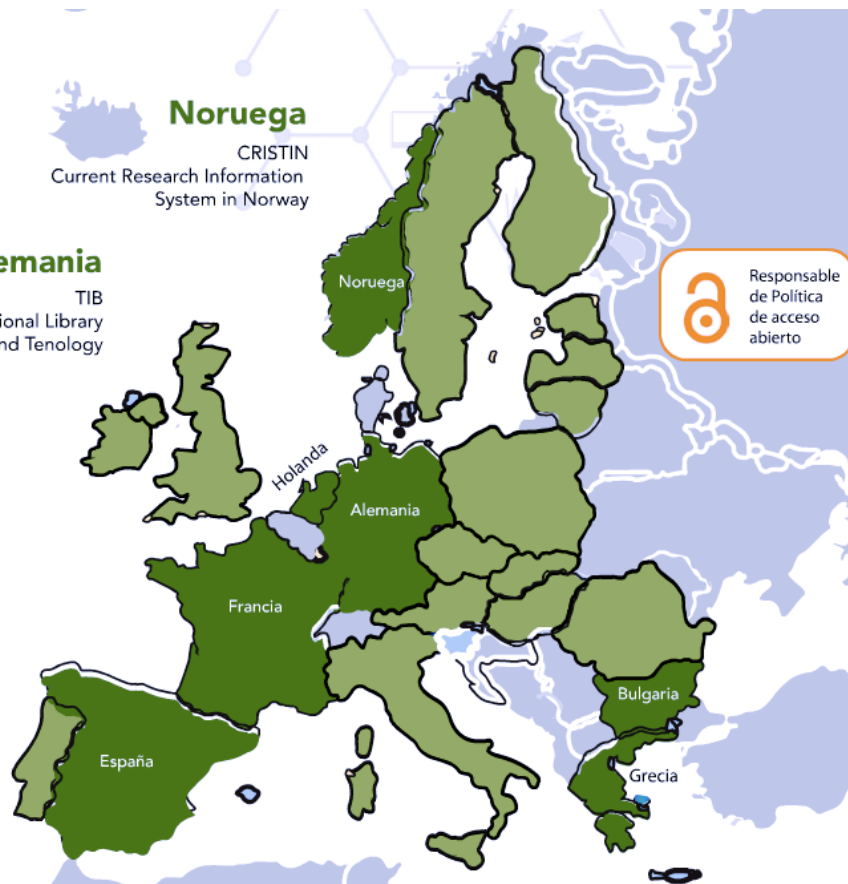 Noruega
CRISTIN
Current Research Information
System in Norway
emania
TIB
ional Library
nd Tenology
Responsable
de Política
de acceso
abierto
Noruega
Holanda
Alemania
Francia
Bulgaria
España
Grecia